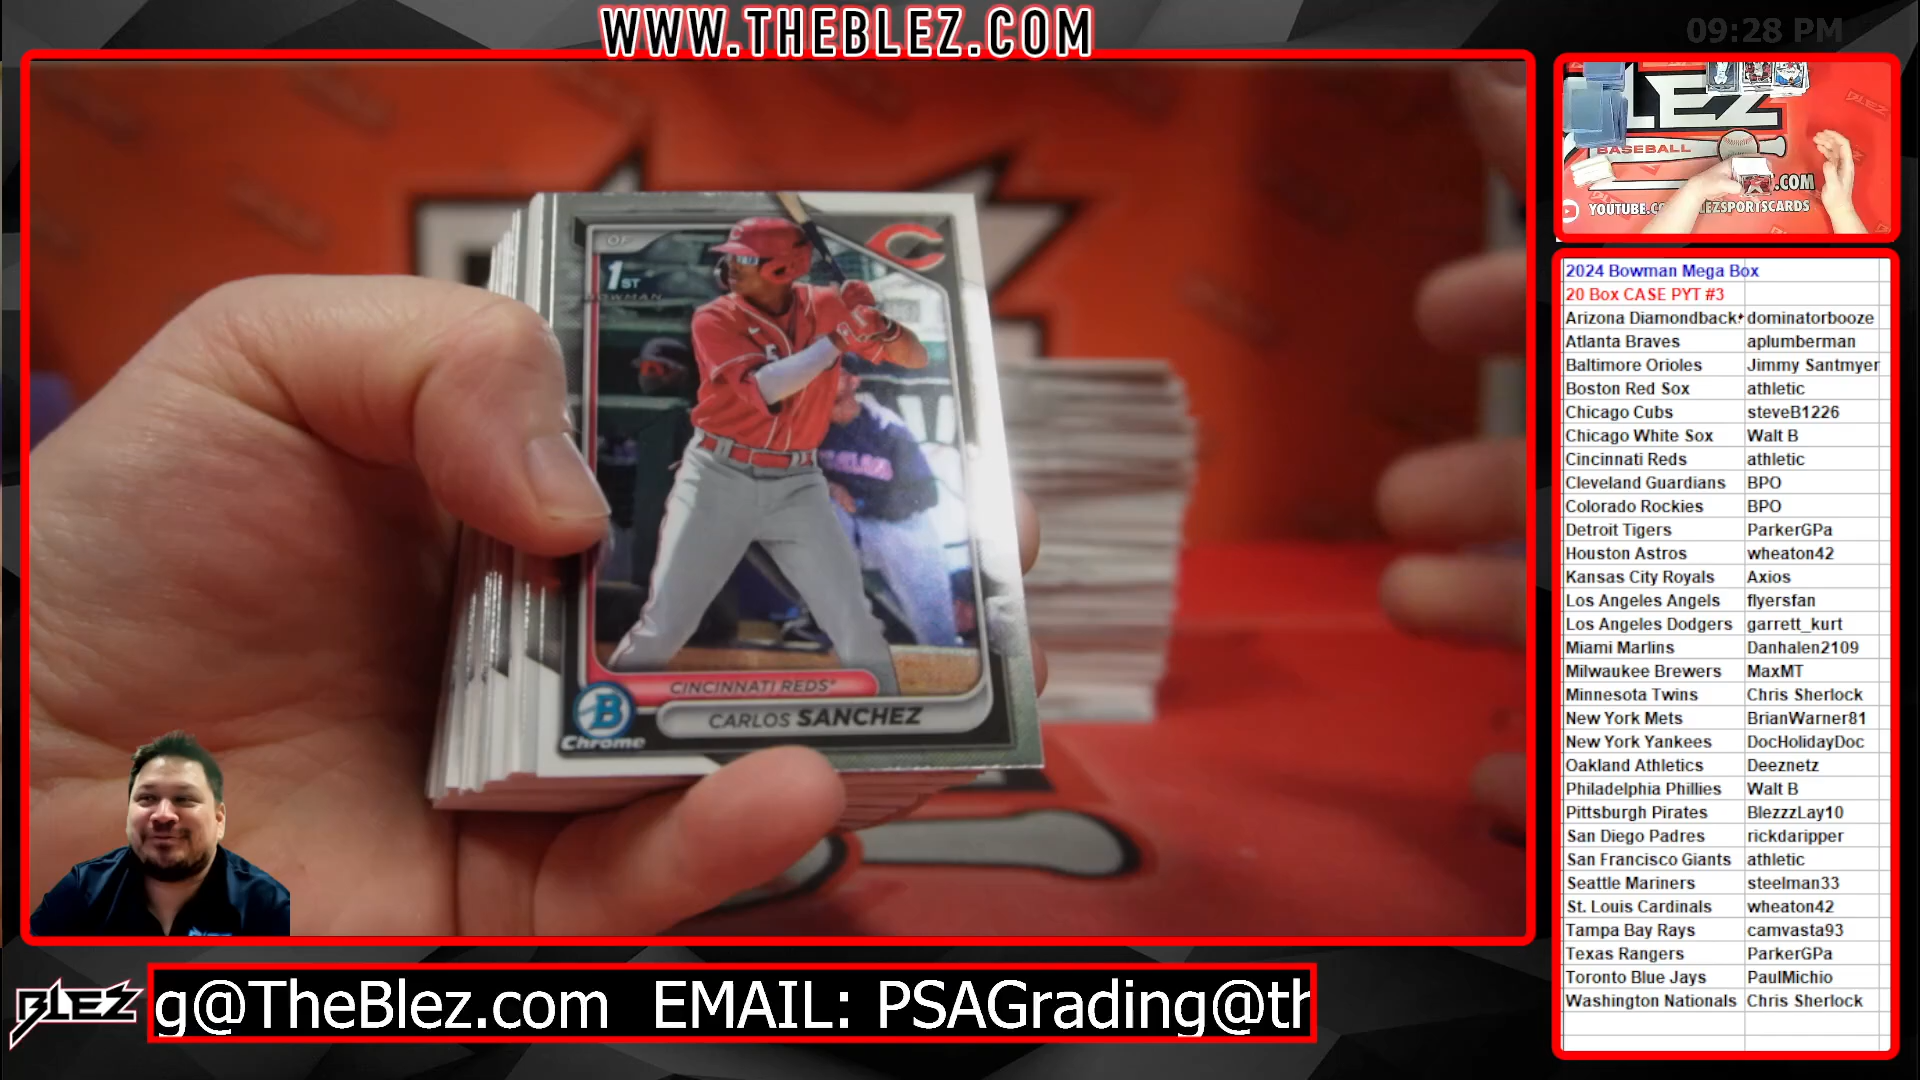 WWW.THEBLEZ.COM
09:28 PM
1ST
BOWMAN
CINCINNATI REDS
CARLOS SANCHEZ
B
Chrome
BASEBALL
.COM
YOUTUBE.C
EZSPORTSCARDS
2024 Bowman Mega Box
20 Box CASE PYT #3
Arizona Diamondback dominatorbooze
Atlanta Braves aplumberman
Baltimore Orioles Jimmy Santmyer
Boston Red Sox athletic
Chicago Cubs steveB1226
Chicago White Sox Walt B
Cincinnati Reds athletic
Cleveland Guardians BPO
Colorado Rockies BPO
Detroit Tigers ParkerGPa
Houston Astros wheaton42
Kansas City Royals Axios
Los Angeles Angels flyersfan
Los Angeles Dodgers garrett_kurt
Miami Marlins Danhalen2109
Milwaukee Brewers MaxMT
Minnesota Twins Chris Sherlock
New York Mets BrianWarner81
New York Yankees DocHolidayDoc
Oakland Athletics Deeznetz
Philadelphia Phillies Walt B
Pittsburgh Pirates BlezzzLay10
San Diego Padres rickdaripper
San Francisco Giants athletic
Seattle Mariners steelman33
St. Louis Cardinals wheaton42
Tampa Bay Rays camvasta93
Texas Rangers ParkerGPa
Toronto Blue Jays PaulMichio
Washington Nationals Chris Sherlock
BLEZ
g@TheBlez.com EMAIL: PSAGrading@th